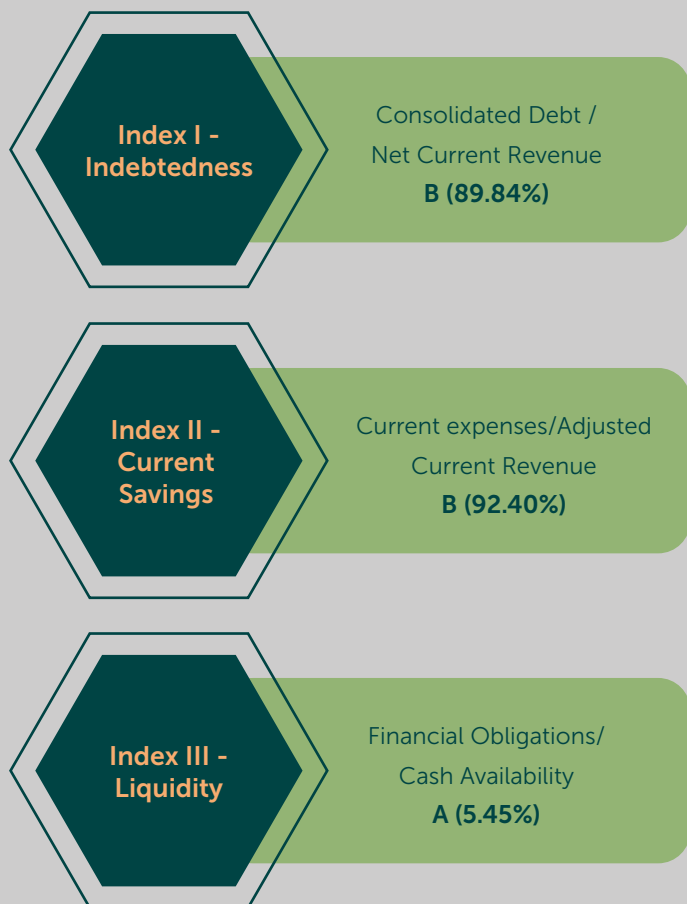 Index I -
Indebtedness
Consolidated Debt /
Net Current Revenue
B (89.84%)
Index II -
Current
Savings
Current expenses/Adjusted
Current Revenue
B (92.40%)
Index III -
Liquidity
Financial Obligations/
Cash Availability
A (5.45%)